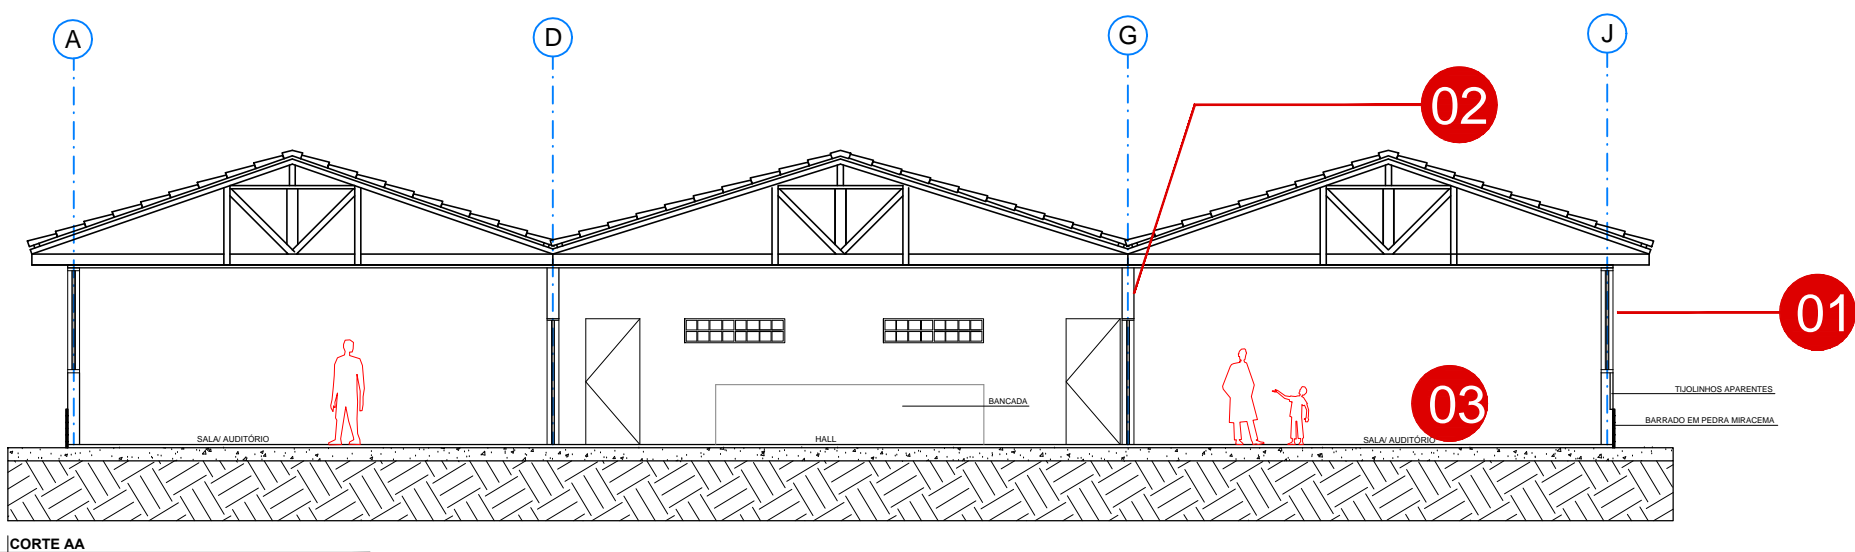 A
D
G
J
02
01
03
TIJOLINHOS APARENTES
BANCADA
BARRADO EM PEDRA MIRACEMA
SALA/ AUDITÓRIO
HALL
SALA/ AUDITÓRIO
CORTE AA